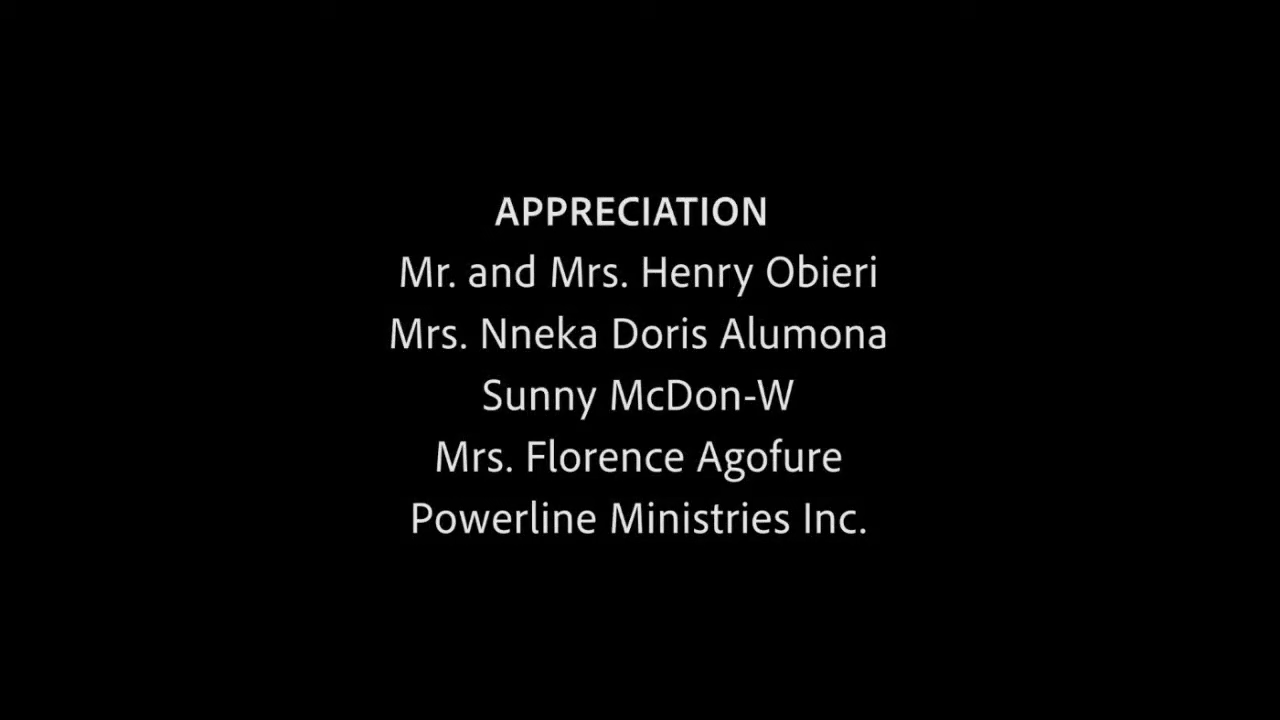 APPRECIATION
Mr. and Mrs. Henry Obieri
Mrs. Nneka Doris Alumona
Sunny McDon-W
Mrs. Florence Agofure
Powerline Ministries Inc.